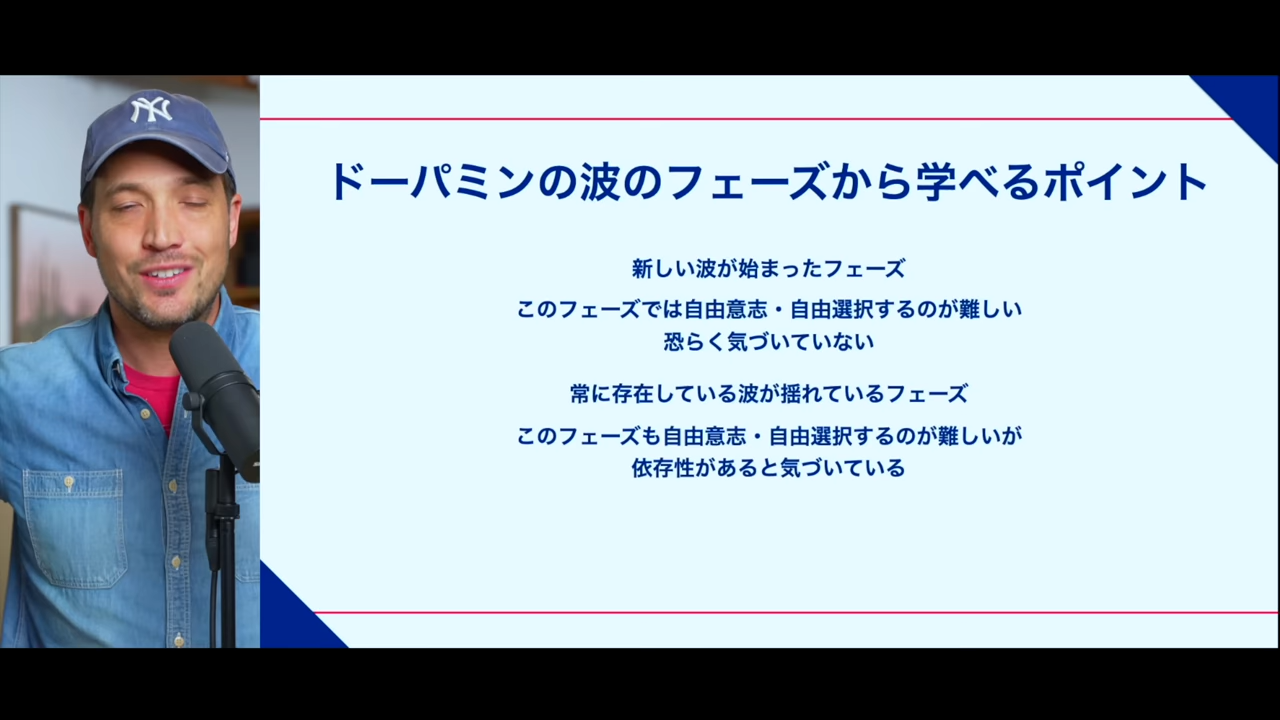 NY
ドーパミンの波のフェーズから学べるポイント
新しい波が始まったフェーズ
このフェーズでは自由意志・自由選択するのが難しい
恐らく気づいていない
常に存在している波が揺れているフェーズ
このフェーズも自由意志・自由選択するのが難しいが
依存性があると気づいている